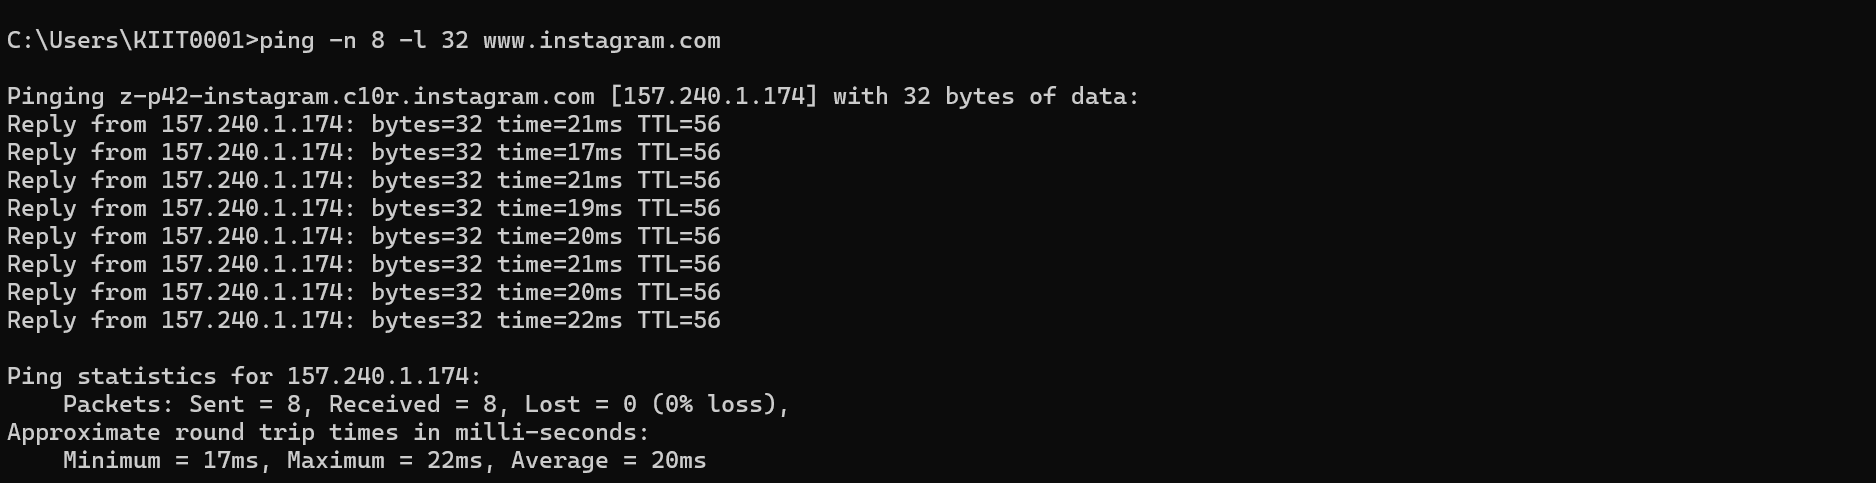 C:\Users\KIIT0001>ping -n 8 -l 32 www.instagram.com
Pinging z-p42-instagram.c10r.instagram.com [157.240.1.174] with 32 bytes of data:
Reply from 157.240.1.174: bytes=32 time=21ms TTL=56
Reply from 157.240.1.174: bytes=32 time=17ms TTL=56
Reply from 157.240.1.174: bytes=32 time=21ms TTL=56
Reply from 157.240.1.174: bytes=32 time=19ms TTL=56
Reply from 157.240.1.174: bytes=32 time=20ms TTL=56
Reply from 157.240.1.174: bytes=32 time=21ms TTL=56
Reply from 157.240.1.174: bytes=32 time=20ms TTL=56
Reply from 157.240.1.174: bytes=32 time=22ms TTL=56
Ping statistics for 157.240.1.174:
    Packets: Sent = 8, Received = 8, Lost = 0 (0% loss),
Approximate round trip times in milli-seconds:
    Minimum = 17ms, Maximum = 22ms, Average = 20ms